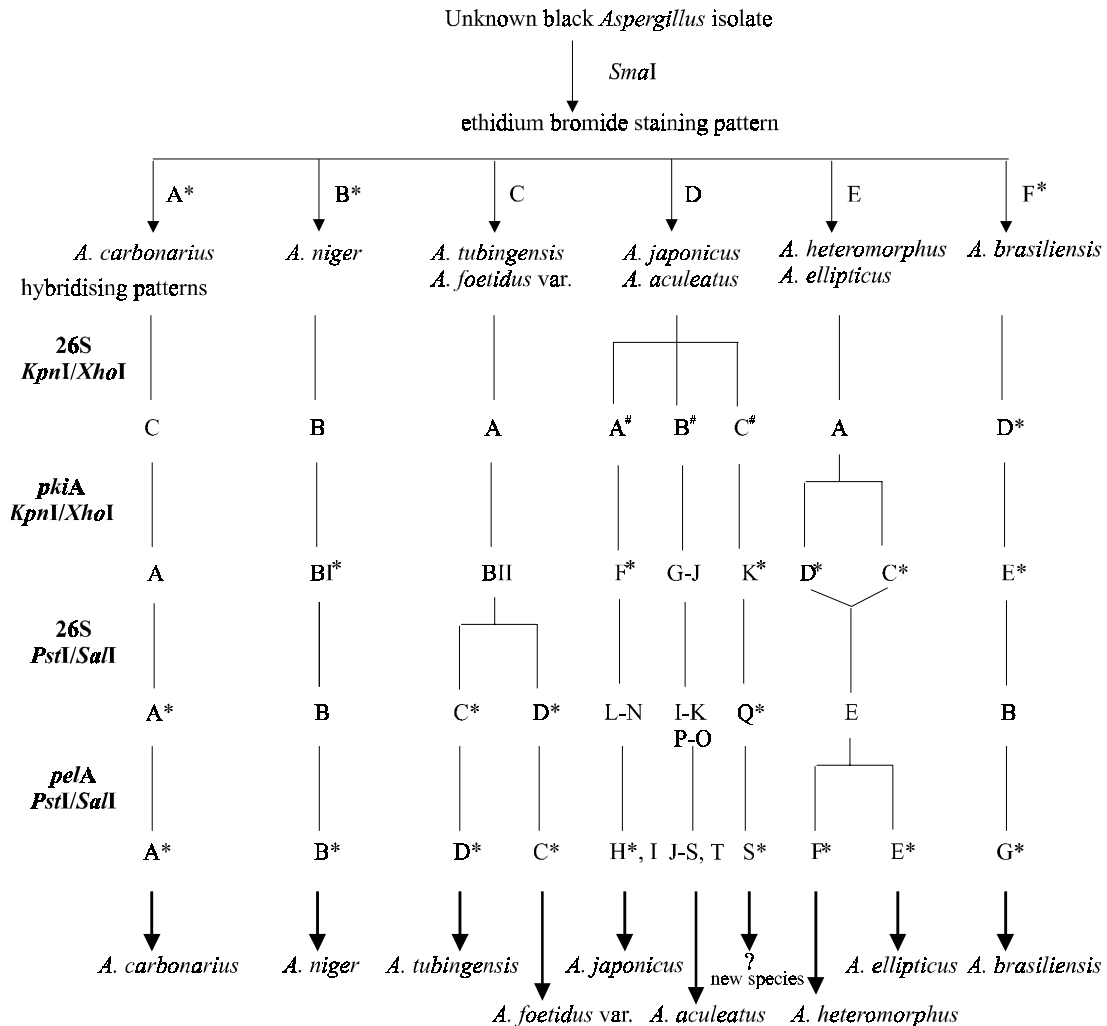 Unknown black Aspergillus isolate
SmaI
ethidium bromide staining pattern
A* B* C D E F*
A. carbonarius A. niger A. tubingensis A. japonicus A. heteromorphus A. brasiliensis
A. foetidus var. A. aculeatus A. ellipticus
hybridising patterns
26S
KpnI/XhoI
C B A A# B# C# A D*
pkiA
KpnI/XhoI
A BI* BII F* G-J K* D* C* E*
26S
PstI/SalI
A* B C* D* L-N I-K Q* E B
P-O
pelA
PstI/SalI
A* B* D* C* H*, I J-S, T S* F* E* G*
A. carbonarius A. niger A. tubingensis A. japonicus ? A. ellipticus A. brasiliensis
new species
A. foetidus var. A. aculeatus A. heteromorphus